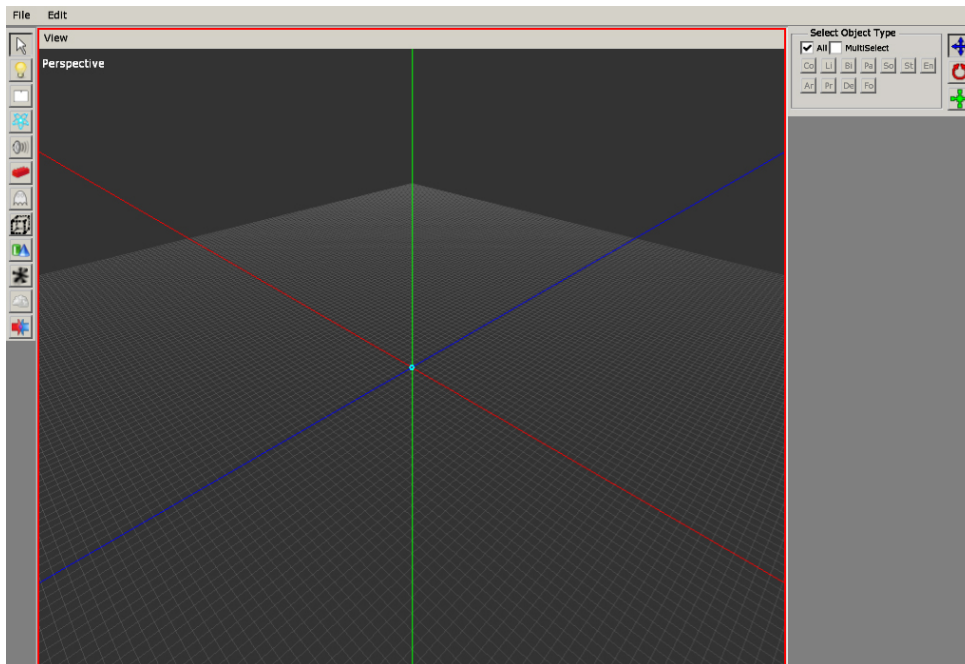 File Edit
View
Perspective
Select Object Type
All MultiSelect
Co Li Bi Pa So St En
Ar Pr De Fo